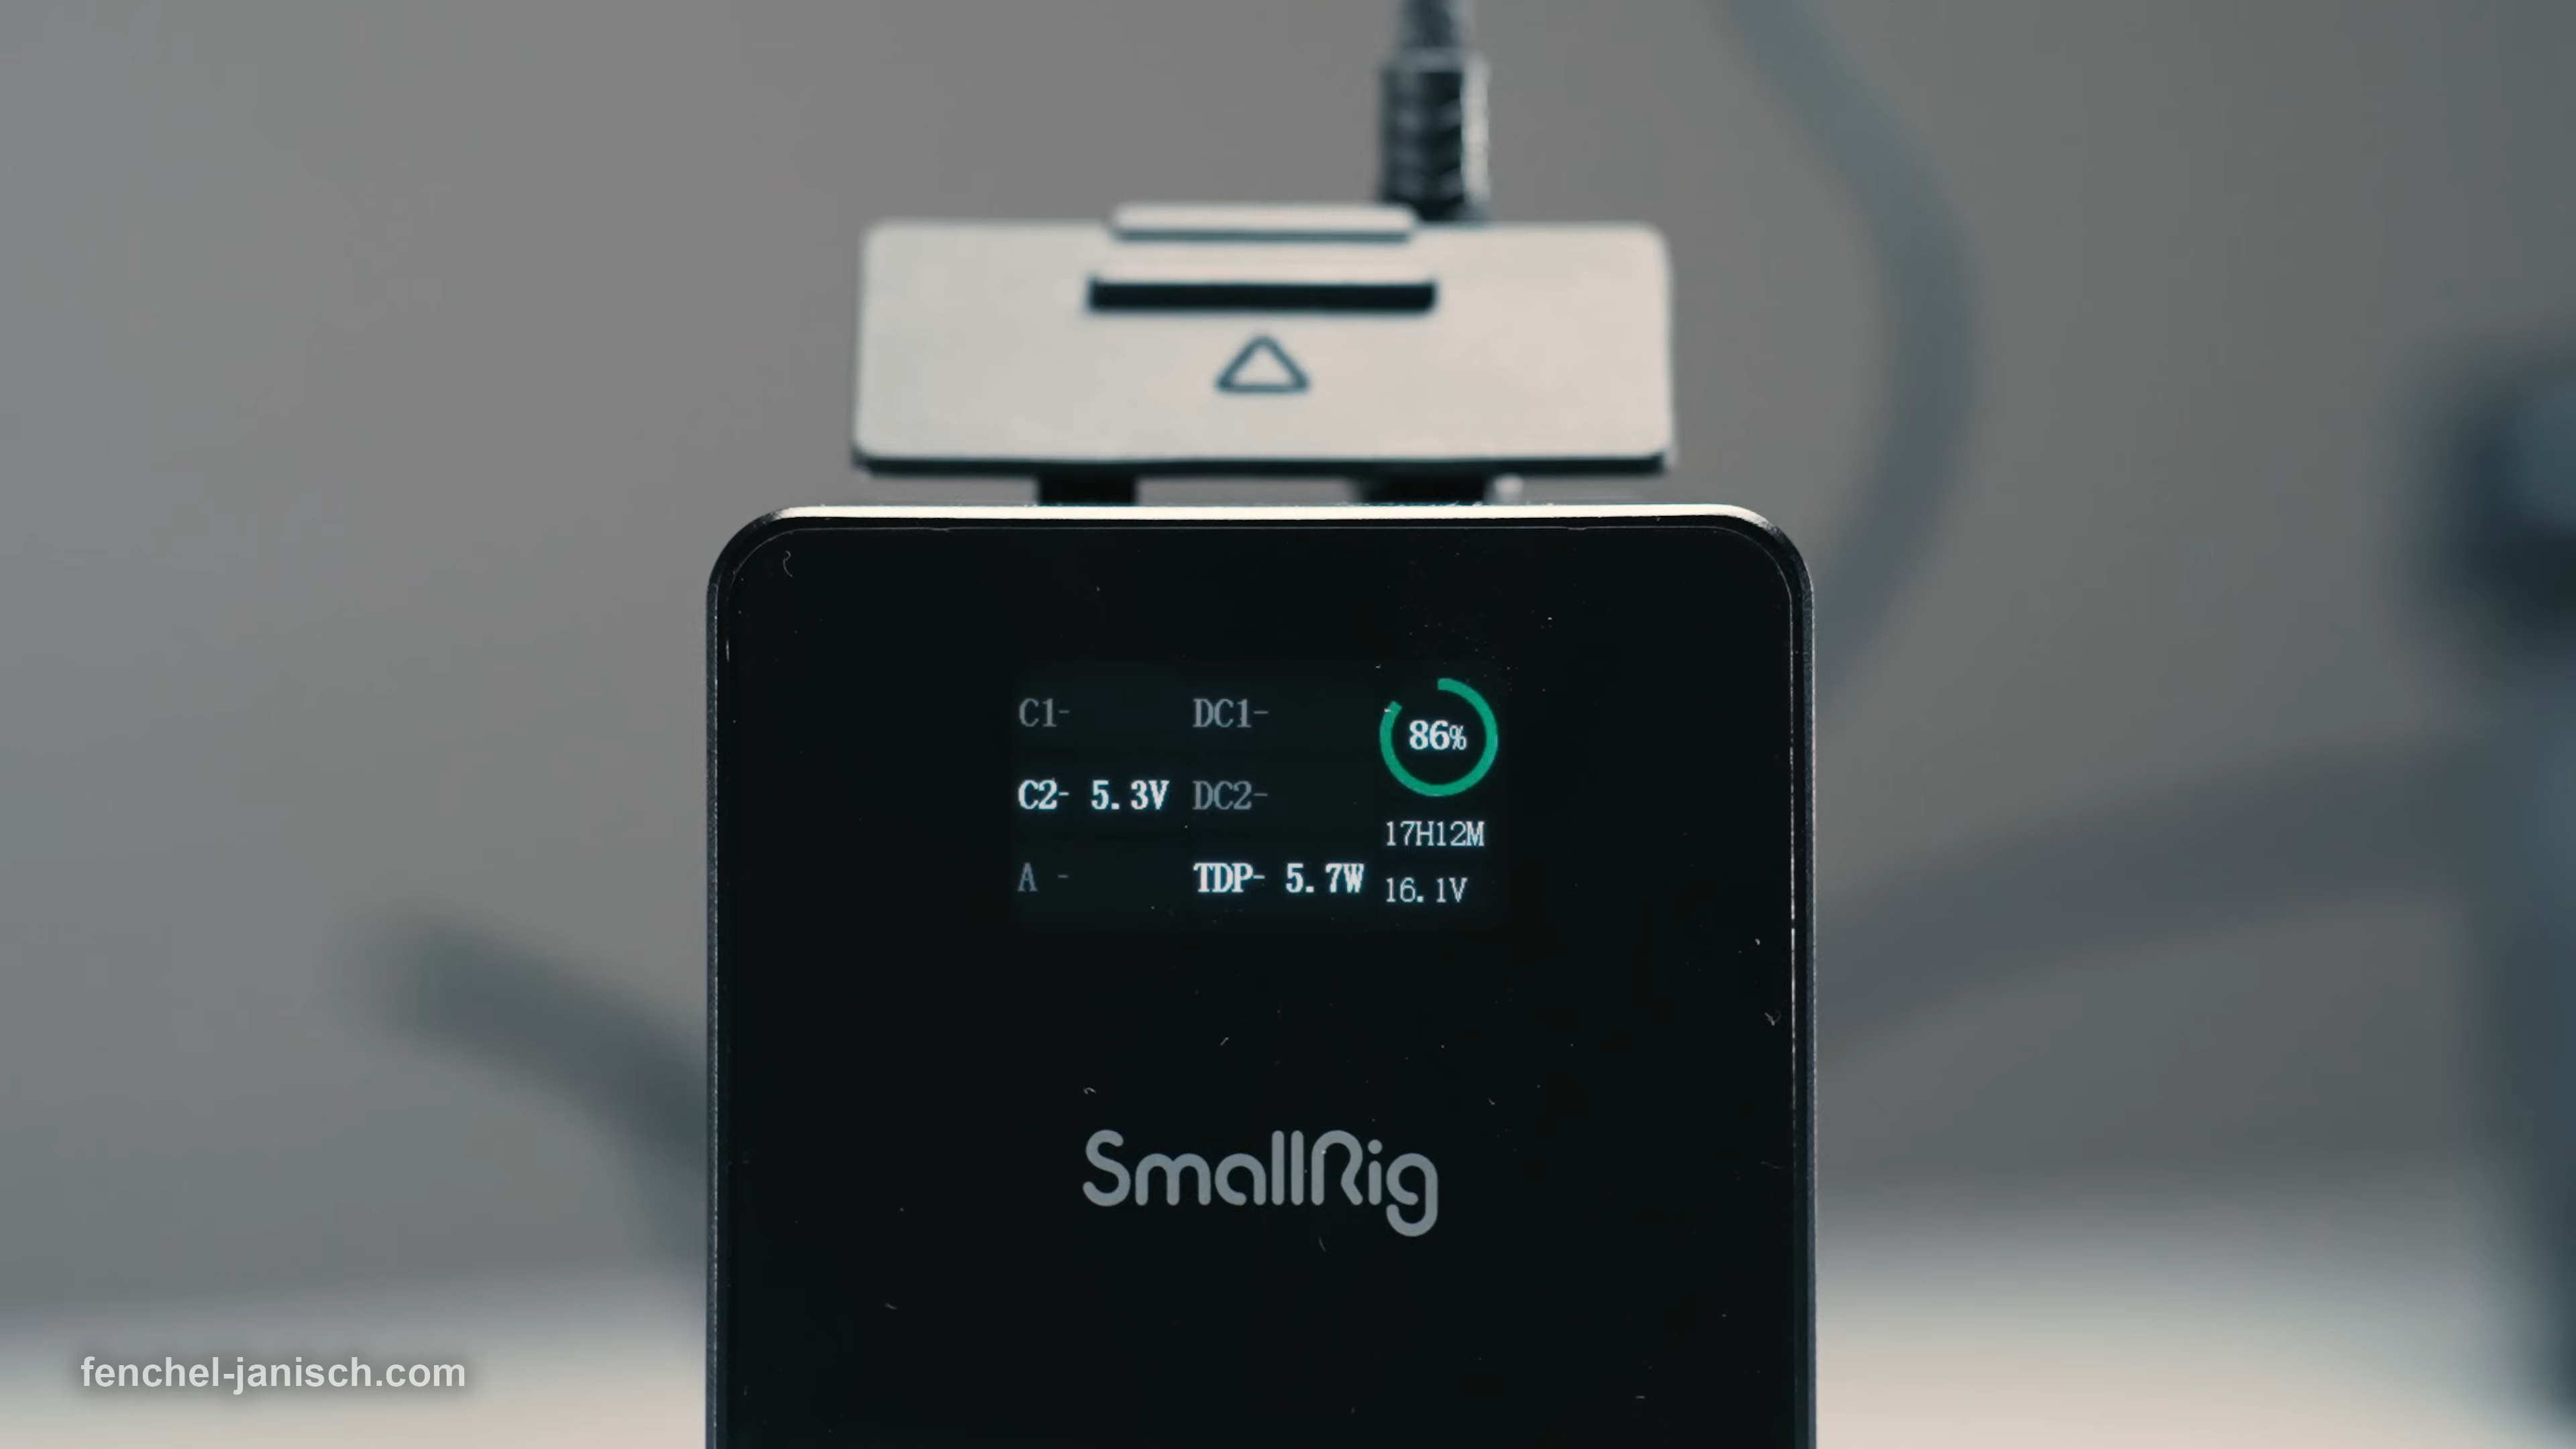 C1- DC1- 86%
C2- 5.3V DC2-
17H12M
A - TDP- 5.7W 16.1V
SmallRig
fenchel-janisch.com